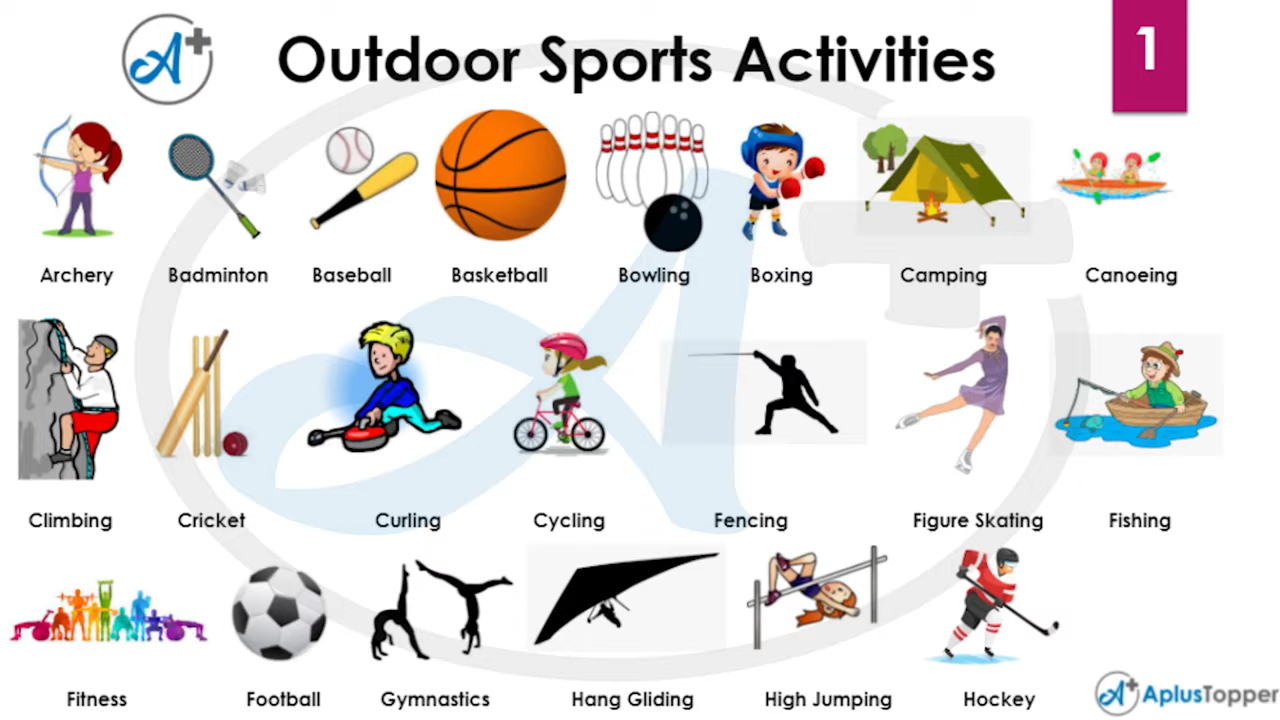 A+
Outdoor Sports Activities
1
Archery
Badminton
Baseball
Basketball
Bowling
Boxing
Camping
Canoeing
Climbing
Cricket
Curling
Cycling
Fencing
Figure Skating
Fishing
Fitness
Football
Gymnastics
Hang Gliding
High Jumping
Hockey
A+ AplusTopper